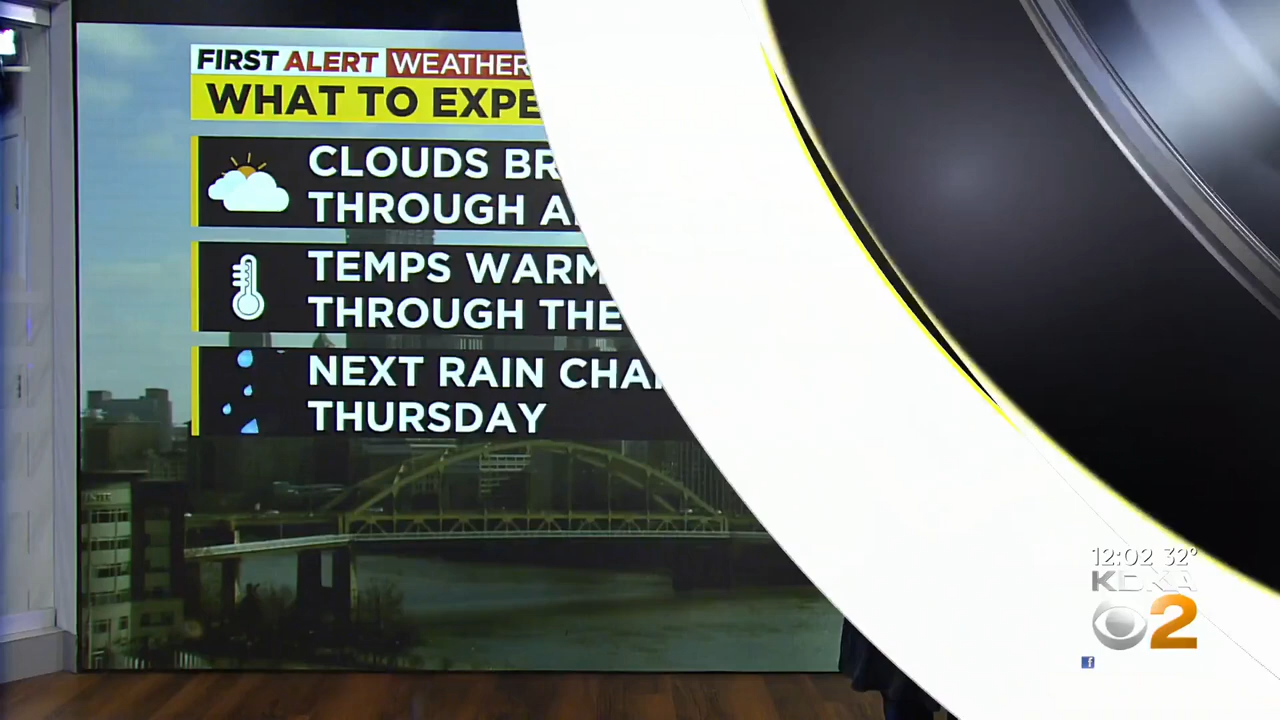 FIRST ALERT WEATHER
WHAT TO EXPE
CLOUDS BR
THROUGH A
TEMPS WARM
THROUGH THE
NEXT RAIN CHA
THURSDAY
12:02 32°
KDKA
2
f